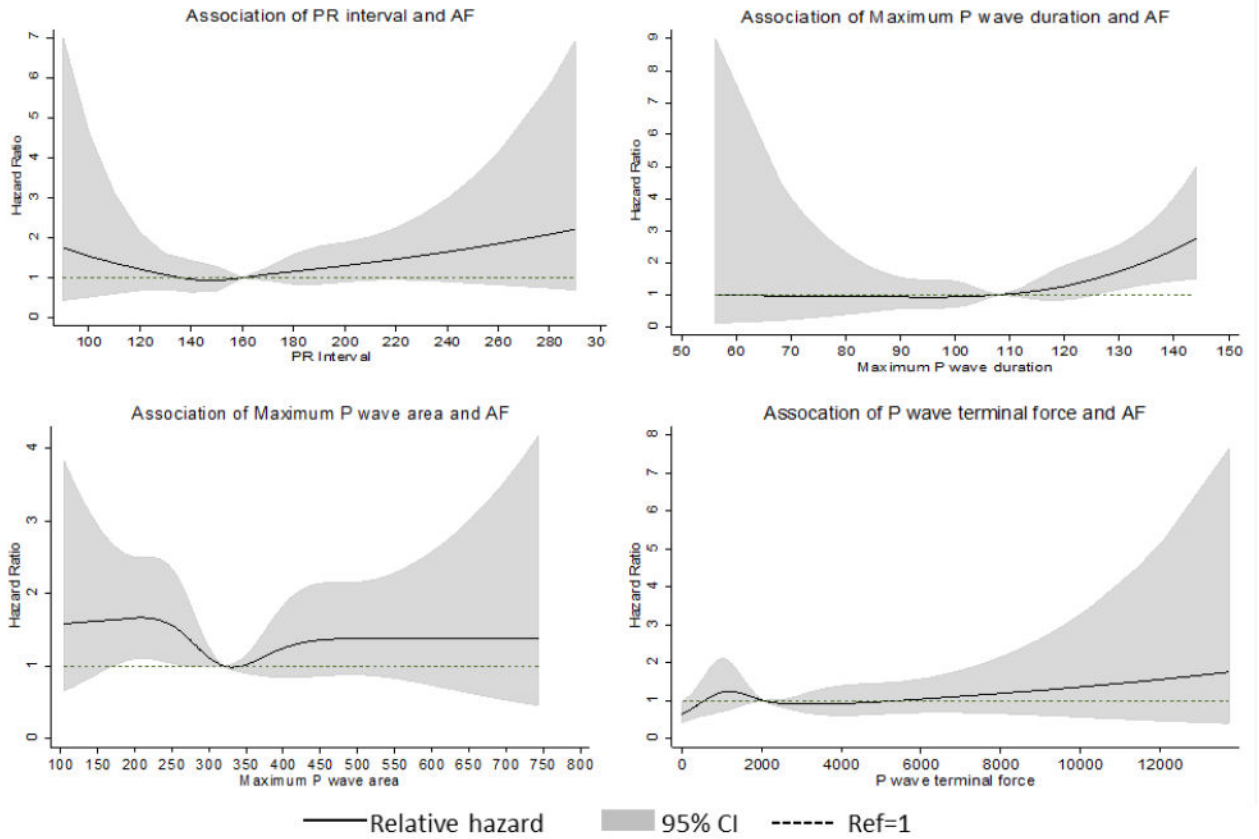 Association of PR interval and AF
Hazard Ratio
0 1 2 3 4 5 6 7
100 120 140 160 180 200 220 240 260 280 30
PR Interval
Association of Maximum P wave duration and AF
Hazard Ratio
0 1 2 3 4 5 6 7 8 9
50 60 70 80 90 100 110 120 130 140 150
Maximum P wave duration
Association of Maximum P wave area and AF
Hazard Ratio
0 1 2 3 4
100 150 200 250 300 350 400 450 500 550 600 650 700 750 800
Maximum P wave area
Assocation of P wave terminal force and AF
Hazard Ratio
0 1 2 3 4 5 6 7 8
0 2000 4000 6000 8000 10000 12000
P wave terminal force
Relative hazard 95% CI Ref=1